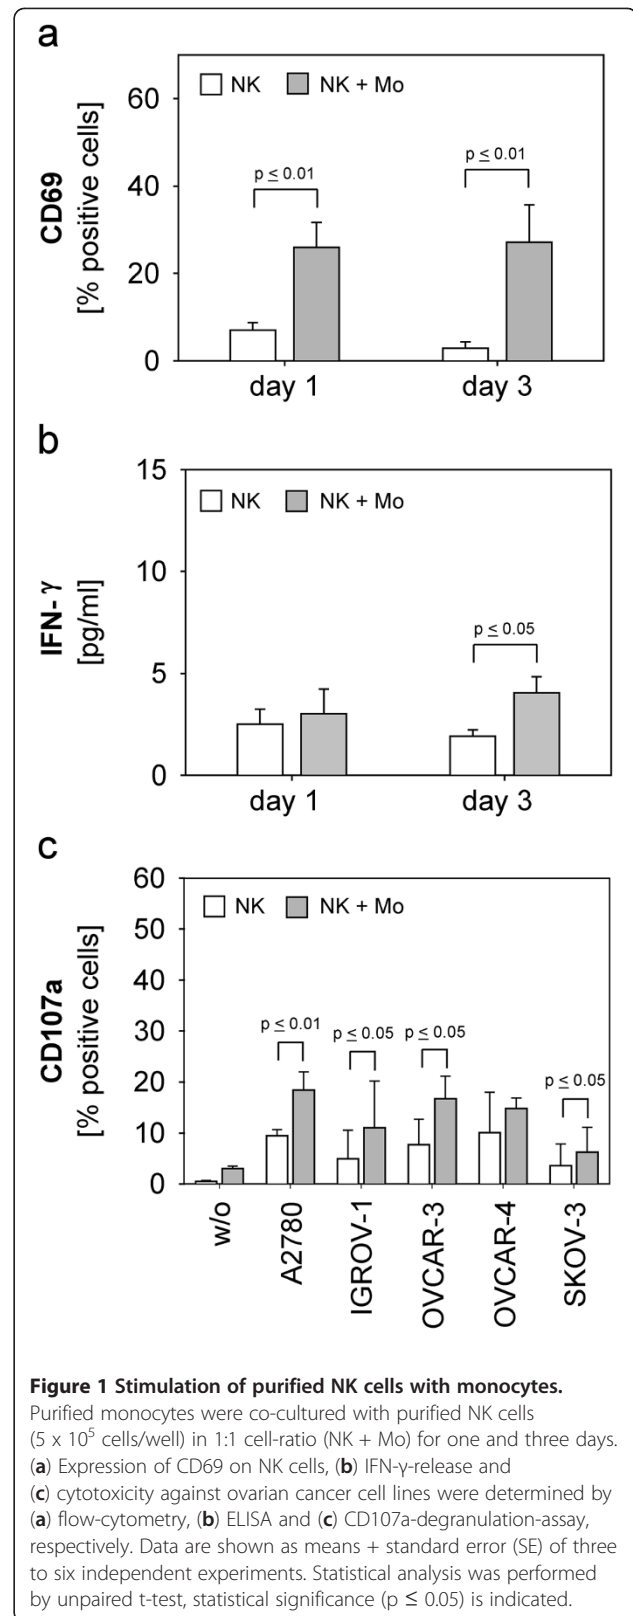 a
NK NK + Mo
CD69
[% positive cells]
60
40
20
0
p ≤ 0.01
p ≤ 0.01
day 1 day 3
b
NK NK + Mo
IFN- γ
[pg/ml]
15
10
5
0
p ≤ 0.05
day 1 day 3
c
NK NK + Mo
CD107a
[% positive cells]
60
50
40
30
20
10
0
p ≤ 0.01
p ≤ 0.05
p ≤ 0.05
p ≤ 0.05
w/o
A2780
IGROV-1
OVCAR-3
OVCAR-4
SKOV-3
Figure 1 Stimulation of purified NK cells with monocytes.
Purified monocytes were co-cultured with purified NK cells
(5 x 10⁵ cells/well) in 1:1 cell-ratio (NK + Mo) for one and three days.
(a) Expression of CD69 on NK cells, (b) IFN-γ-release and
(c) cytotoxicity against ovarian cancer cell lines were determined by
(a) flow-cytometry, (b) ELISA and (c) CD107a-degranulation-assay,
respectively. Data are shown as means + standard error (SE) of three
to six independent experiments. Statistical analysis was performed
by unpaired t-test, statistical significance (p ≤ 0.05) is indicated.